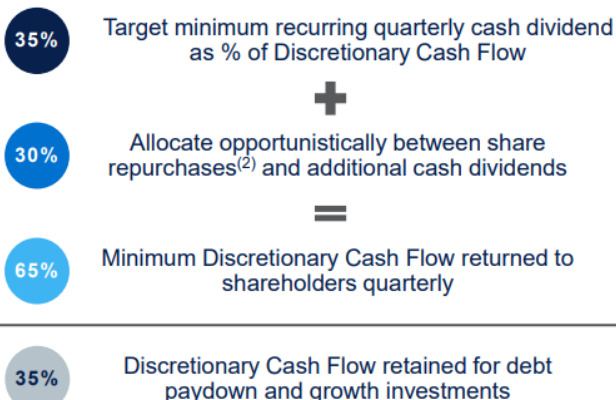 35%
Target minimum recurring quarterly cash dividend
as % of Discretionary Cash Flow
+
30%
Allocate opportunistically between share
repurchases(2) and additional cash dividends
=
65%
Minimum Discretionary Cash Flow returned to
shareholders quarterly
35%
Discretionary Cash Flow retained for debt
paydown and growth investments